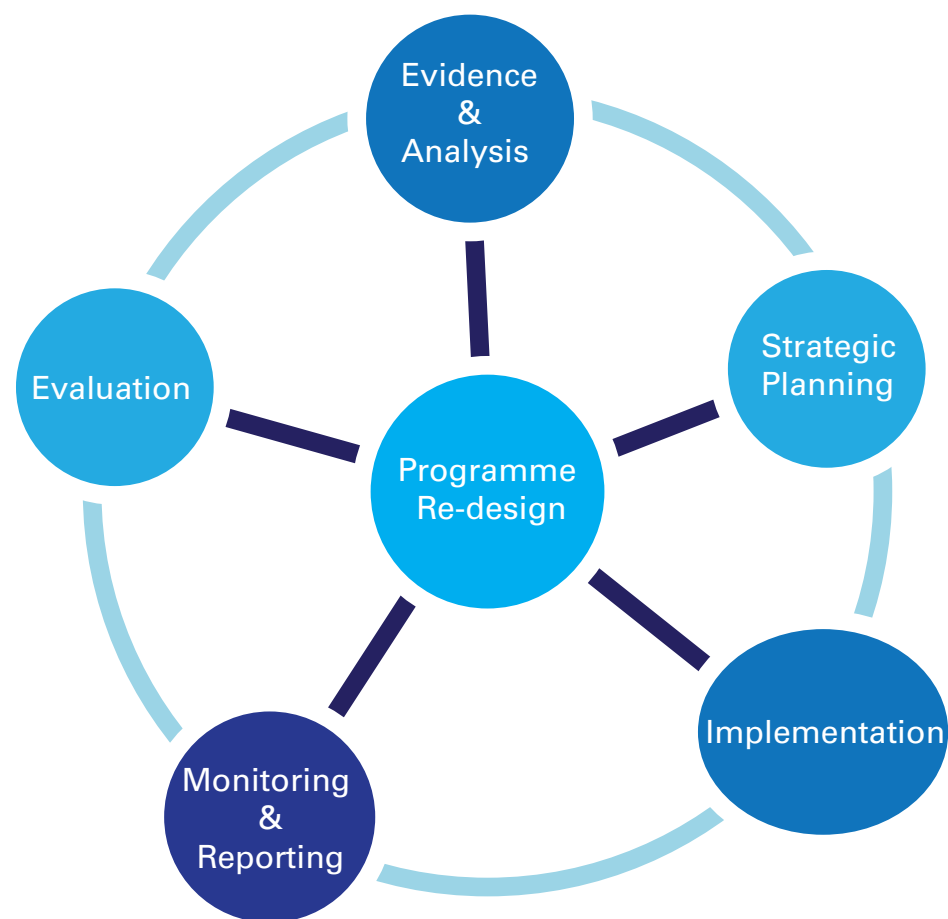 Evidence
&
Analysis
Strategic
Planning
Evaluation
Programme
Re-design
Implementation
Monitoring
&
Reporting